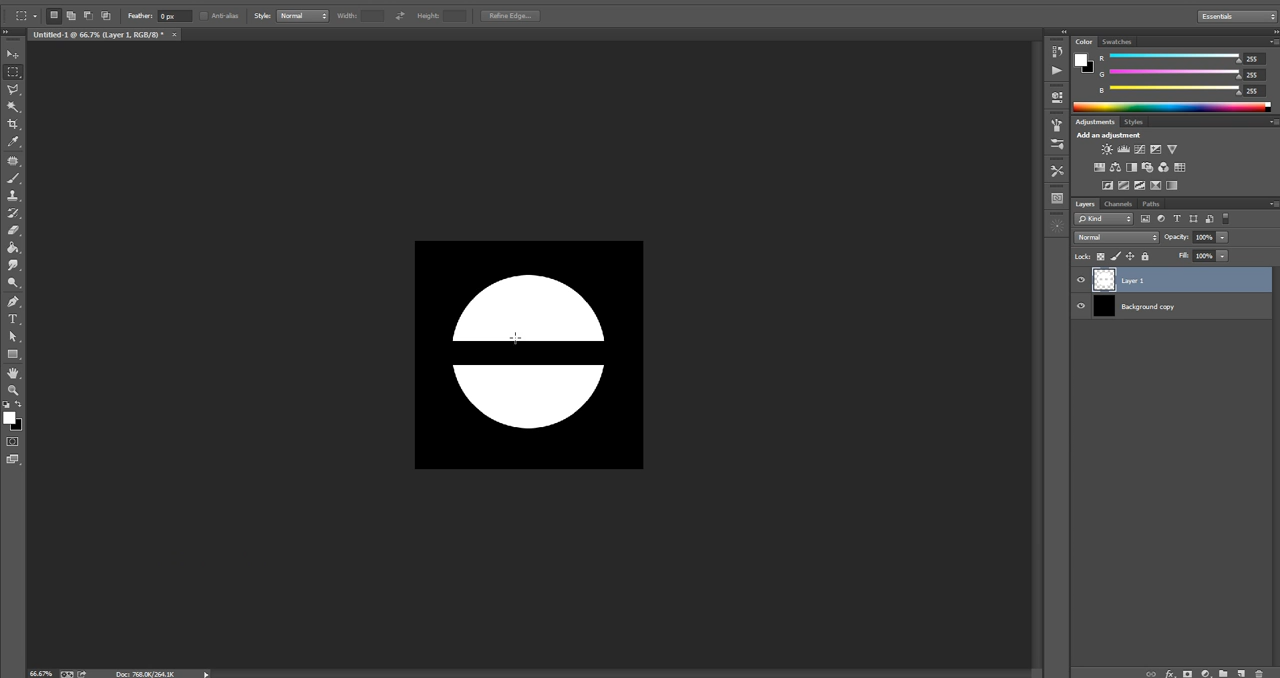 Feather: 0 px Anti-alias Style: Normal Width: Height: Refine Edge... Essentials
Untitled-1 @ 66.7% (Layer 1, RGB/8) * ×
Color Swatches
R 255
G 255
B 255
Adjustments Styles
Add an adjustment
Layers Channels Paths
Kind
Normal Opacity: 100%
Lock: Fill: 100%
Layer 1
Background copy
66.67% Doc: 768.0K/264.1K